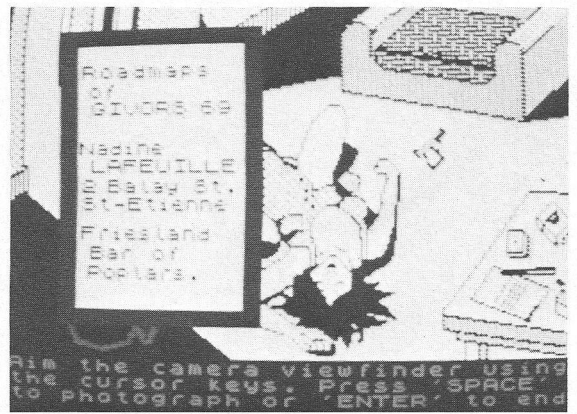 Roadmaps
of
GIVORS 69
Nadine
LAFEUILLE
2 Balay St.
St-Etienne
Friesland
Bar of
Poplars.
Aim the camera viewfinder using
the cursor keys. Press 'SPACE'
to photograph or 'ENTER' to end